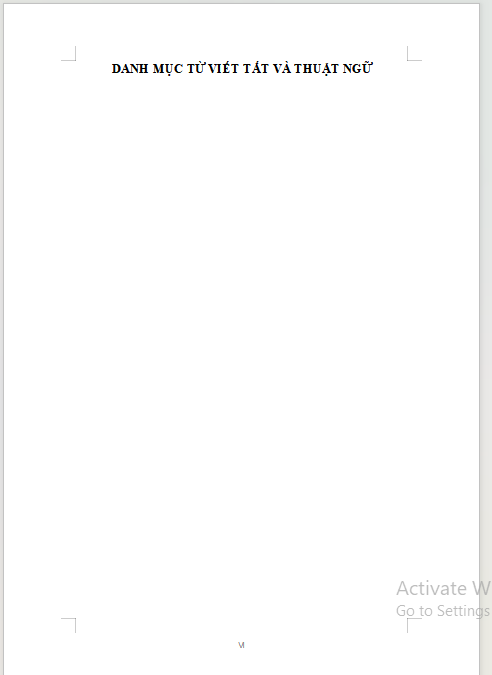 DANH MỤC TỪ VIẾT TẮT VÀ THUẬT NGỮ
Activate W
Go to Settings
VI